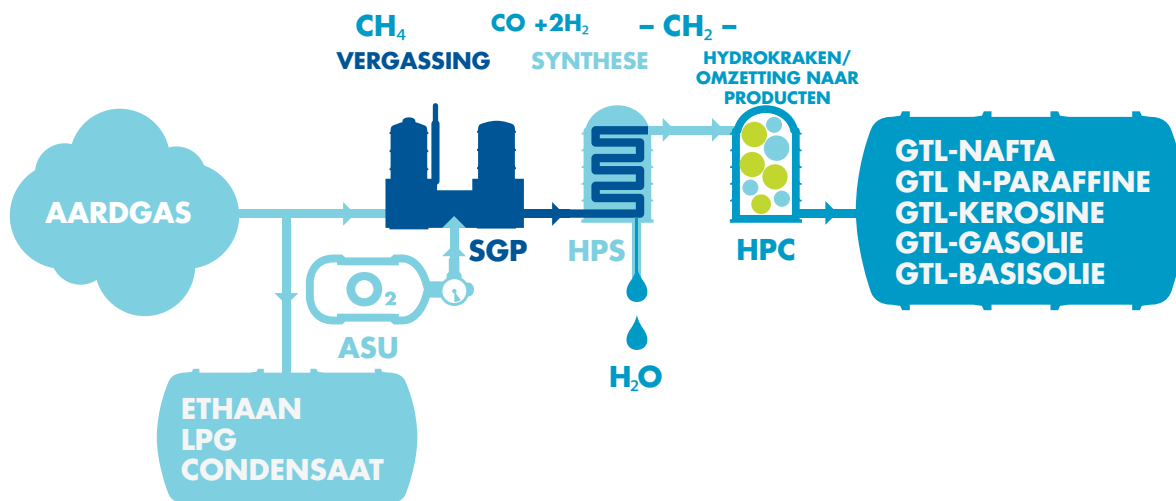 CH₄
CO +2H₂
– CH₂ –
VERGASSING
SYNTHESE
HYDROKRAKEN/
OMZETTING NAAR
PRODUCTEN
AARDGAS
SGP
HPS
HPC
GTL-NAFTA
GTL N-PARAFFINE
GTL-KEROSINE
GTL-GASOLIE
GTL-BASISOLIE
O₂
ASU
H₂O
ETHAAN
LPG
CONDENSAAT